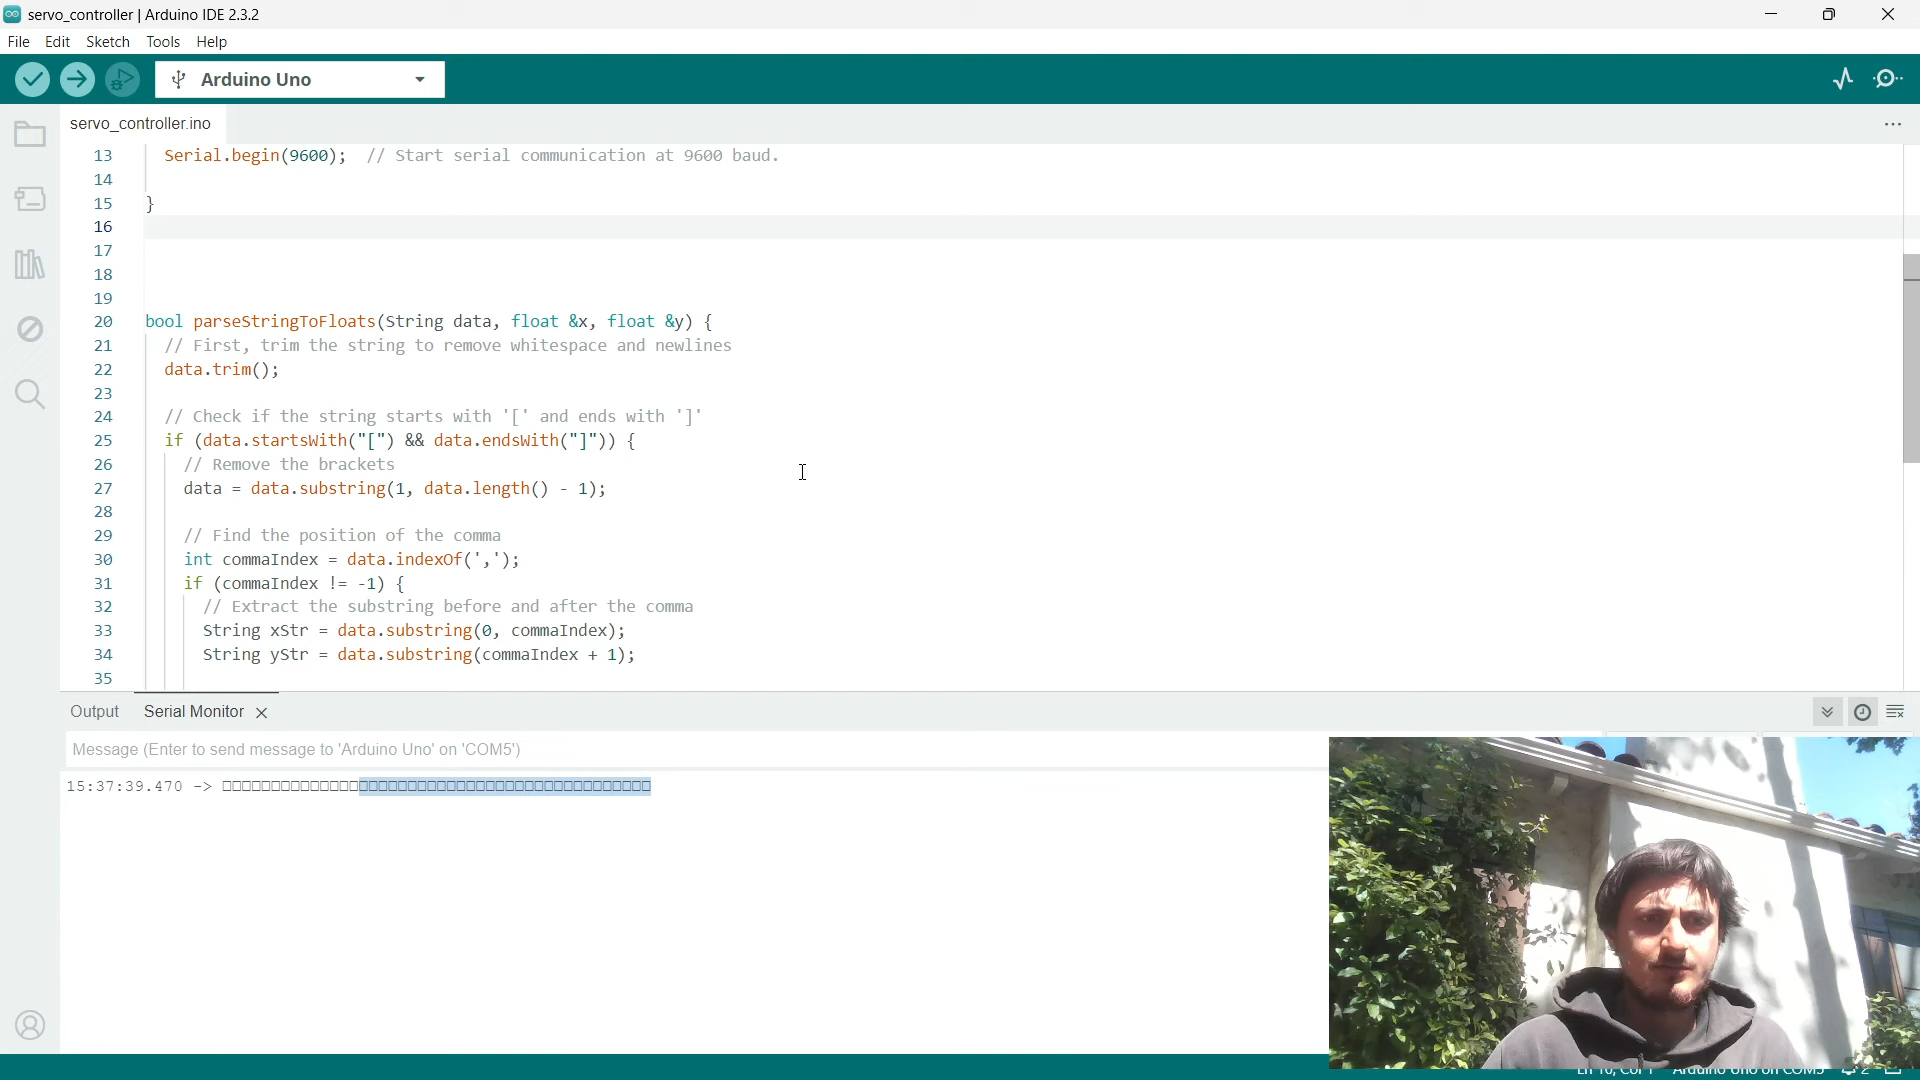 servo_controller | Arduino IDE 2.3.2
File Edit Sketch Tools Help
Arduino Uno
servo_controller.ino
13 Serial.begin(9600); // Start serial communication at 9600 baud.
14
15 }
16
17
18
19
20 bool parseStringToFloats(String data, float &x, float &y) {
21 // First, trim the string to remove whitespace and newlines
22 data.trim();
23
24 // Check if the string starts with '[' and ends with ']'
25 if (data.startsWith("[") && data.endsWith("]")) {
26 // Remove the brackets
27 data = data.substring(1, data.length() - 1);
28
29 // Find the position of the comma
30 int commaIndex = data.indexOf(',');
31 if (commaIndex != -1) {
32 // Extract the substring before and after the comma
33 String xStr = data.substring(0, commaIndex);
34 String yStr = data.substring(commaIndex + 1);
35
Output Serial Monitor
Message (Enter to send message to 'Arduino Uno' on 'COM5')
15:37:39.470 ->